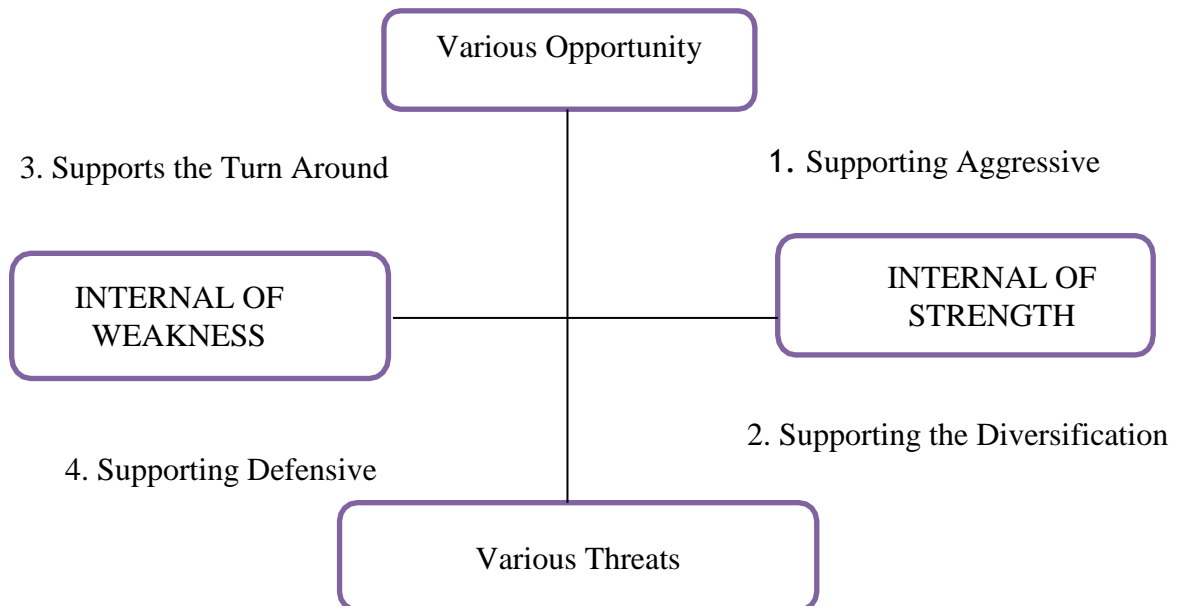 Various Opportunity
3. Supports the Turn Around
1. Supporting Aggressive
INTERNAL OF
WEAKNESS
INTERNAL OF
STRENGTH
2. Supporting the Diversification
4. Supporting Defensive
Various Threats